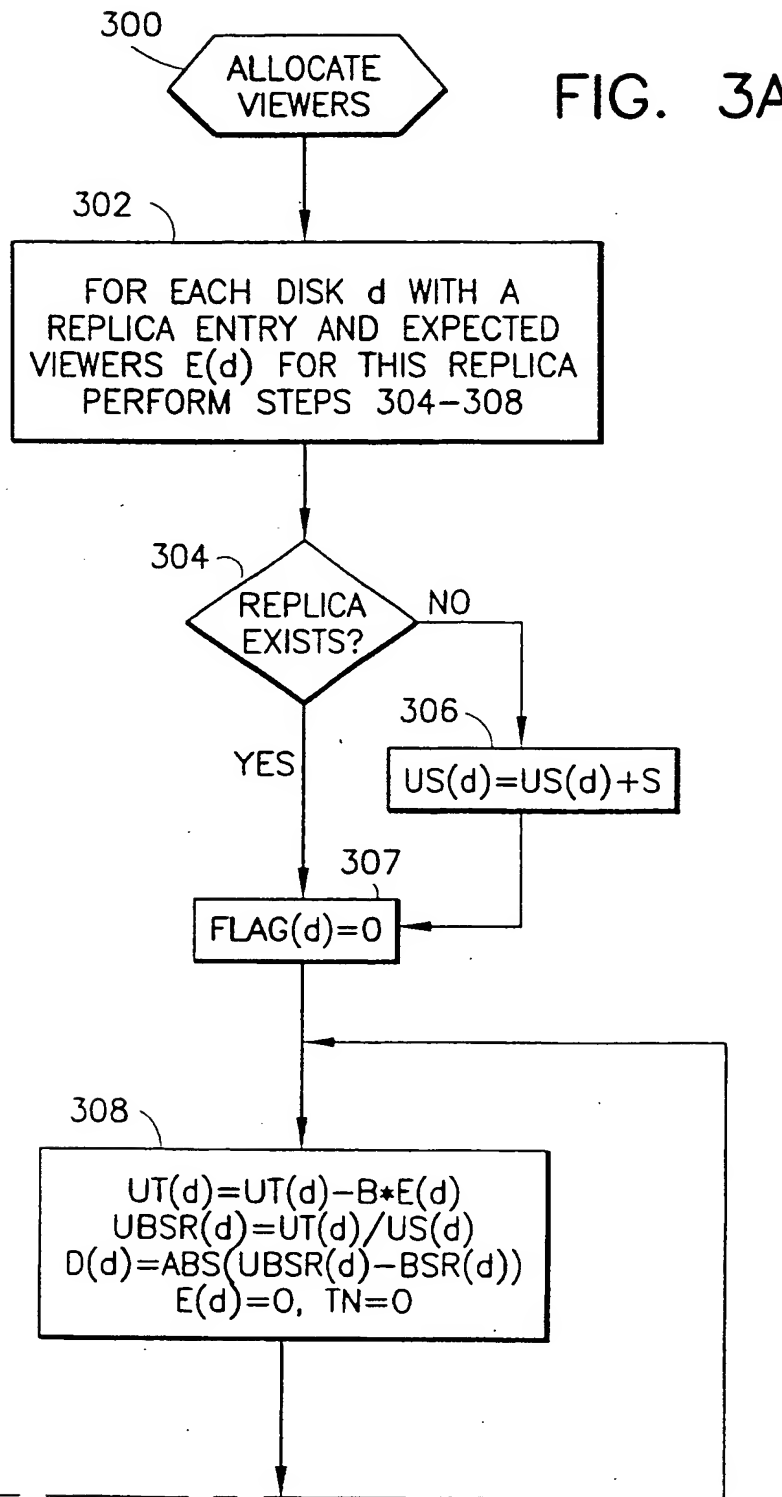 300
ALLOCATE
VIEWERS
FIG. 3A
302
FOR EACH DISK d WITH A
REPLICA ENTRY AND EXPECTED
VIEWERS E(d) FOR THIS REPLICA
PERFORM STEPS 304-308
304
REPLICA
EXISTS?
NO
306
US(d)=US(d)+S
YES
307
FLAG(d)=0
308
UT(d)=UT(d)-B*E(d)
UBSR(d)=UT(d)/US(d)
D(d)=ABS(UBSR(d)-BSR(d))
E(d)=0, TN=0